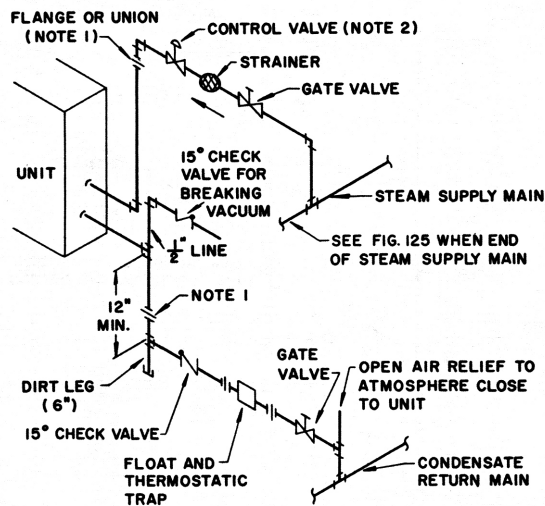 FLANGE OR UNION
(NOTE 1)
CONTROL VALVE (NOTE 2)
STRAINER
GATE VALVE
15° CHECK
VALVE FOR
BREAKING
VACUUM
UNIT
STEAM SUPPLY MAIN
1/2" LINE
SEE FIG. 125 WHEN END
OF STEAM SUPPLY MAIN
12"
MIN.
NOTE 1
GATE
VALVE
OPEN AIR RELIEF TO
ATMOSPHERE CLOSE
TO UNIT
DIRT LEG
(6")
15° CHECK VALVE
FLOAT AND
THERMOSTATIC
TRAP
CONDENSATE
RETURN MAIN